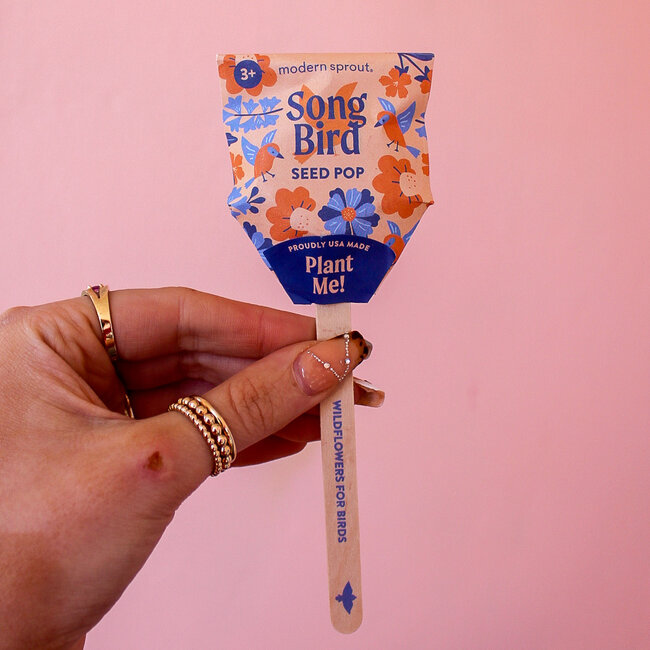 3+
modern sprout®
Song
Bird
SEED POP
PROUDLY USA MADE
Plant
Me!
WILDFLOWERS FOR BIRDS